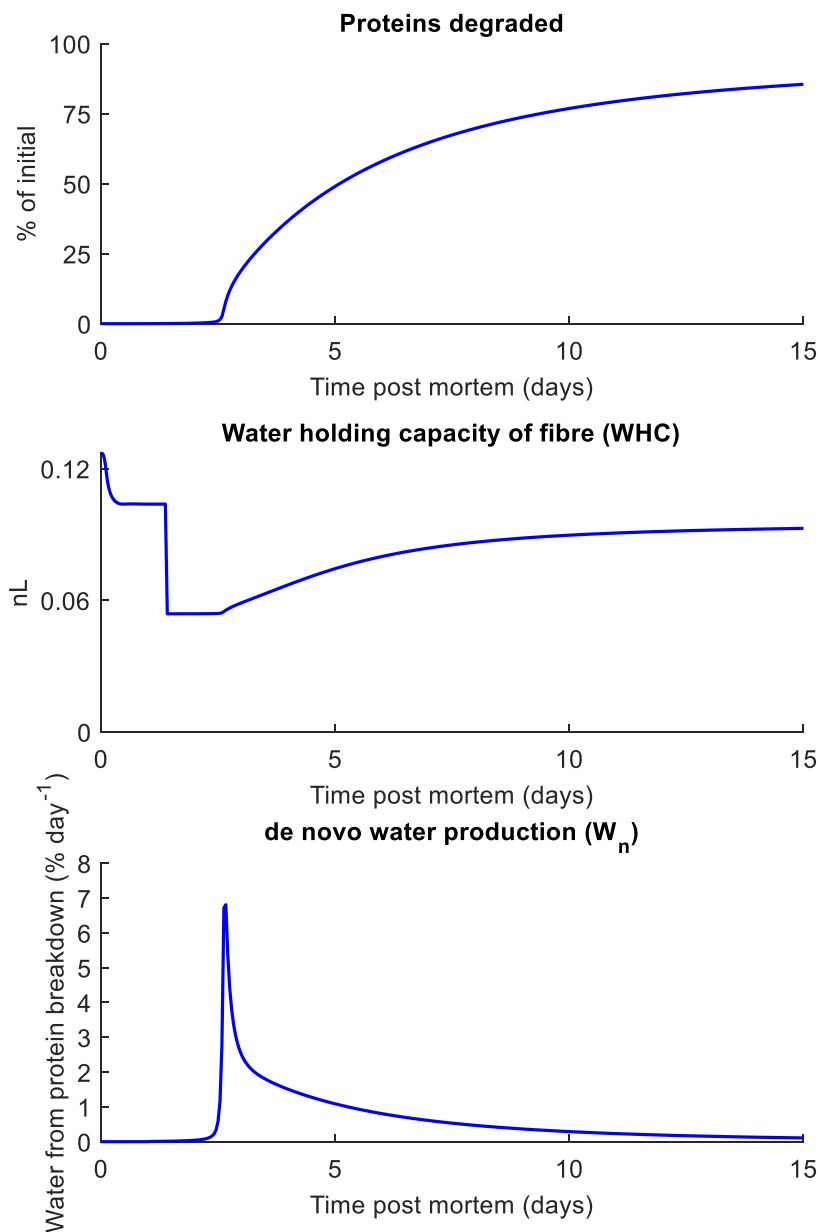 Proteins degraded
100
75
50
25
0
% of initial
0 5 10 15
Time post mortem (days)
Water holding capacity of fibre (WHC)
0.12
0.06
0
nL
0 5 10 15
Time post mortem (days)
de novo water production (Wₙ)
8
7
6
5
4
3
2
1
0
Water from protein breakdown (% day⁻¹)
0 5 10 15
Time post mortem (days)